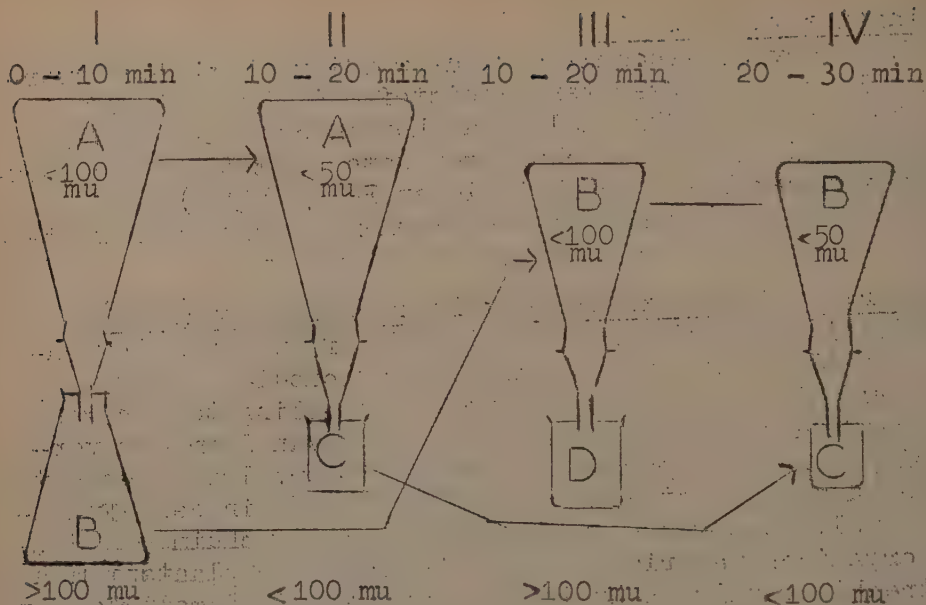 I II III IV
0 - 10 min 10 - 20 min 10 - 20 min 20 - 30 min
A A
<100 <50
mu mu
B B
<100 <50
mu mu
C D C
B
>100 mu <100 mu >100 mu <100 mu